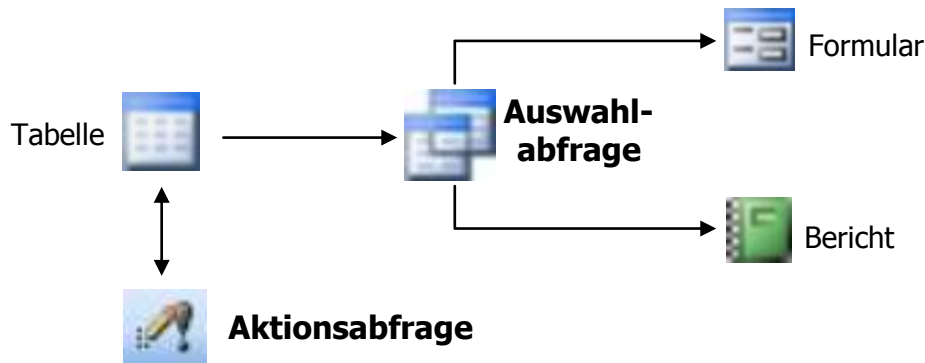 Formular
Tabelle
Auswahl-
abfrage
Bericht
Aktionsabfrage